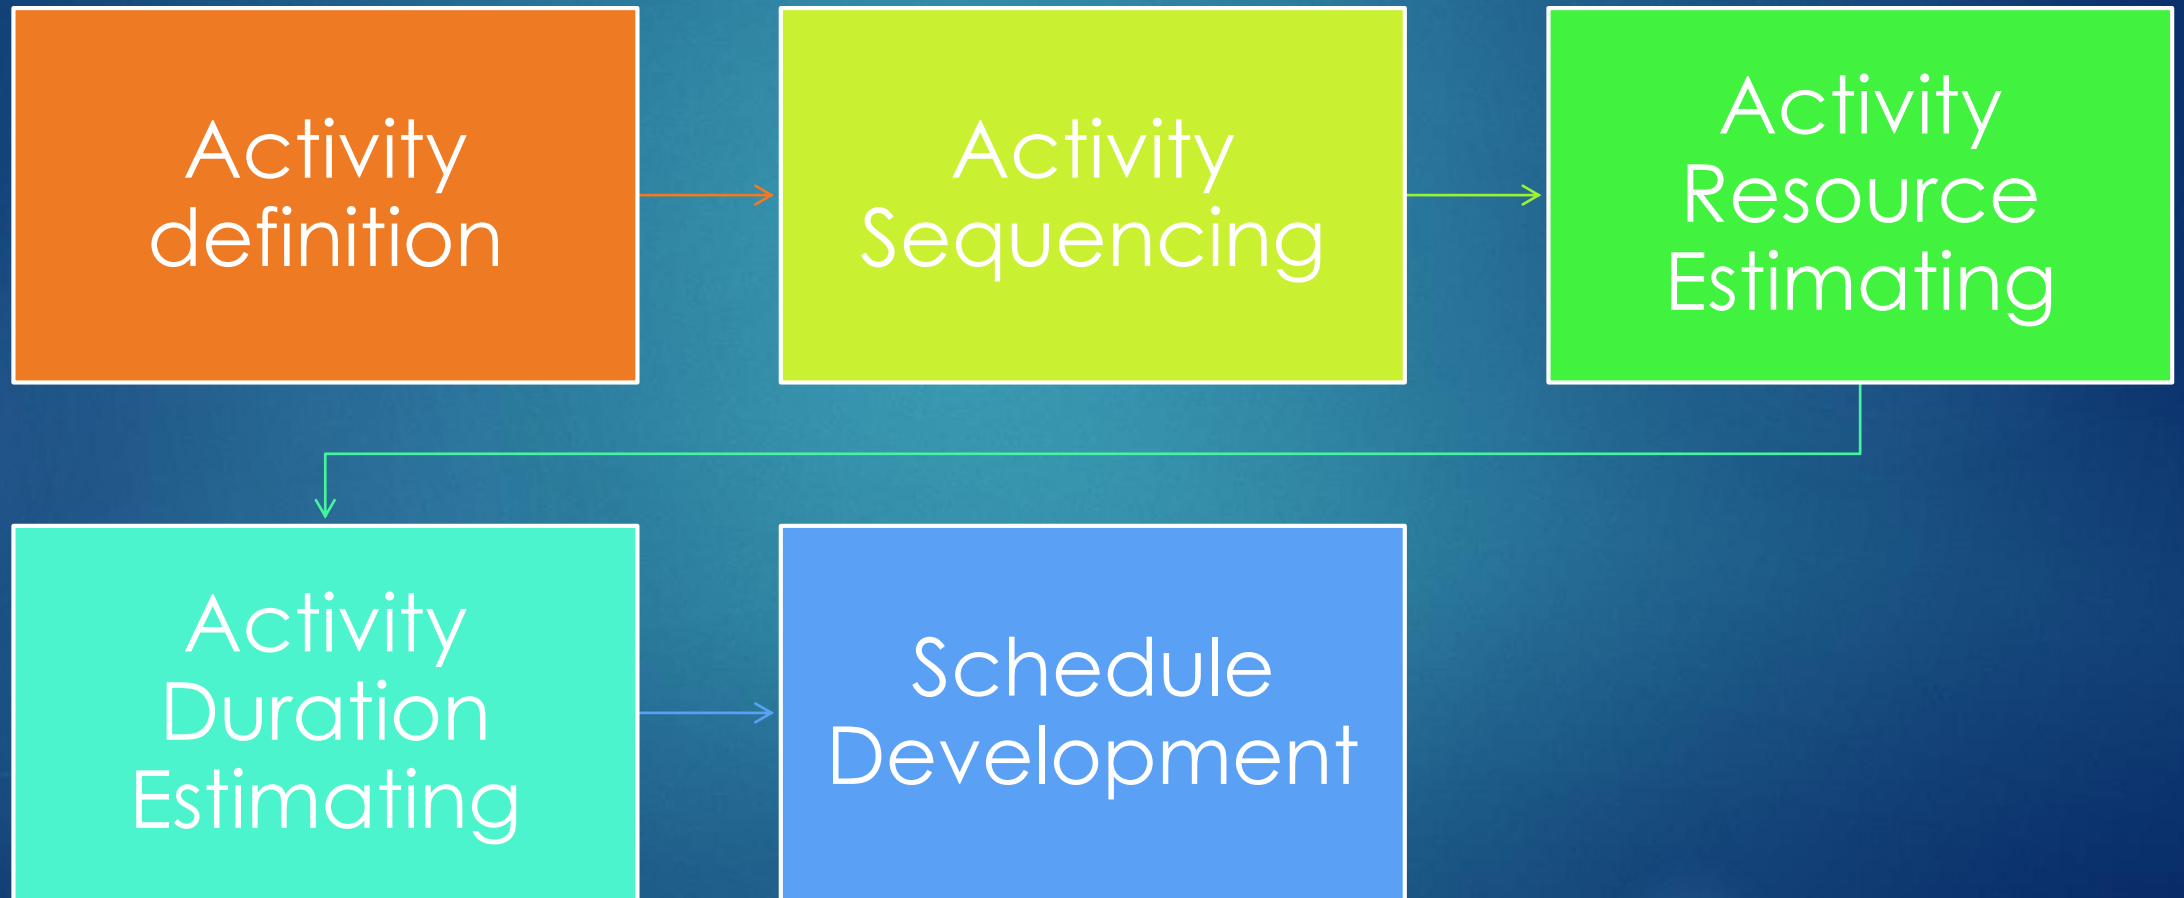 Activity
definition
Activity
Sequencing
Activity
Resource
Estimating
Activity
Duration
Estimating
Schedule
Development